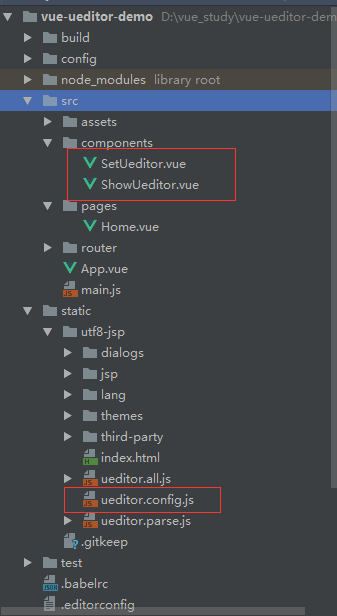 vue-ueditor-demo D:\vue_study\vue-ueditor-dem
build
config
node_modules library root
src
assets
components
SetUeditor.vue
ShowUeditor.vue
pages
Home.vue
router
App.vue
main.js
static
utf8-jsp
dialogs
jsp
lang
themes
third-party
index.html
ueditor.all.js
ueditor.config.js
ueditor.parse.js
.gitkeep
test
.babelrc
.editorconfig